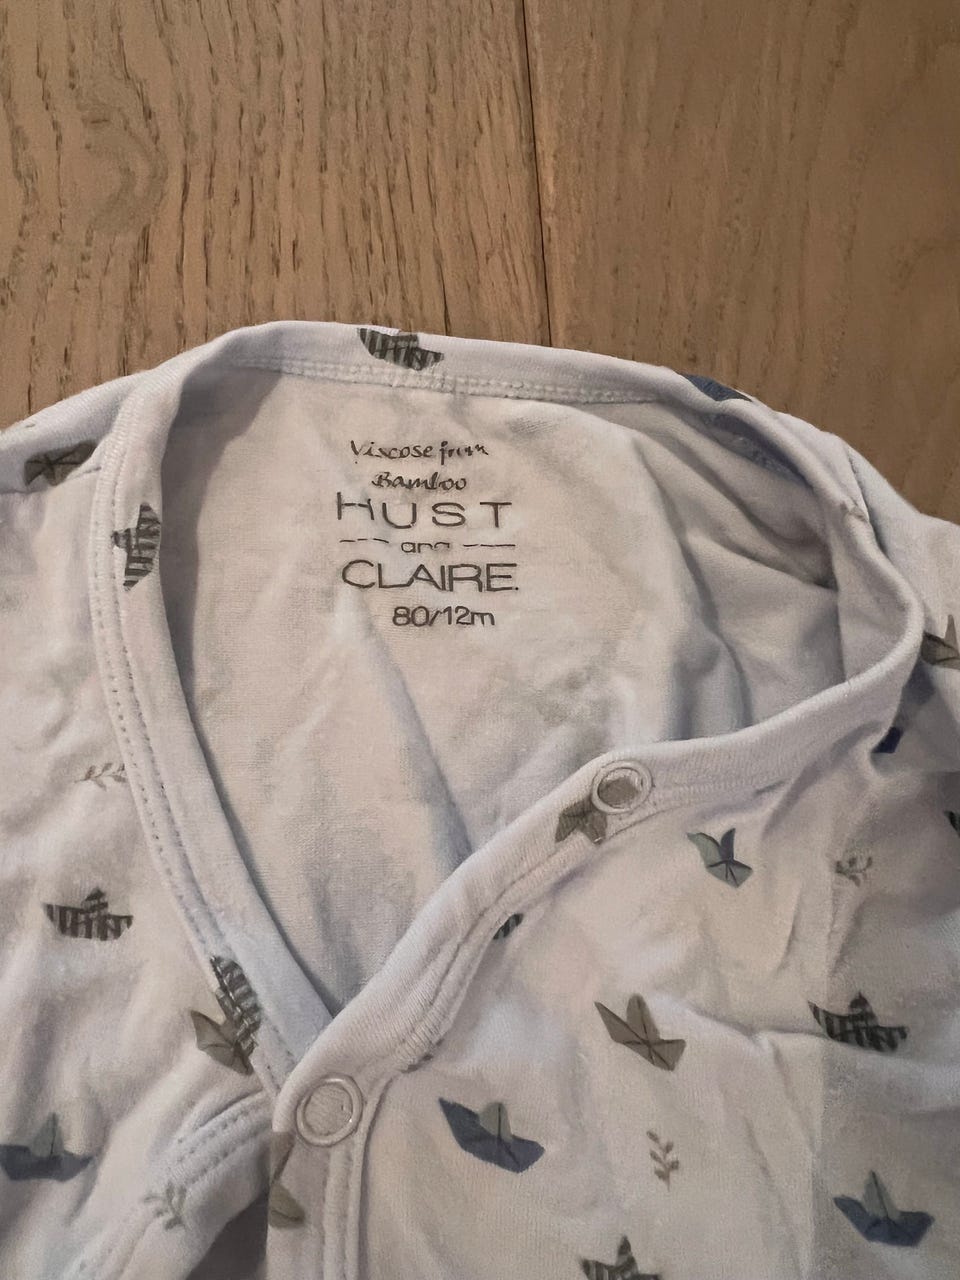 Viscose from
Bamboo
HUST
and
CLAIRE.
80/12m